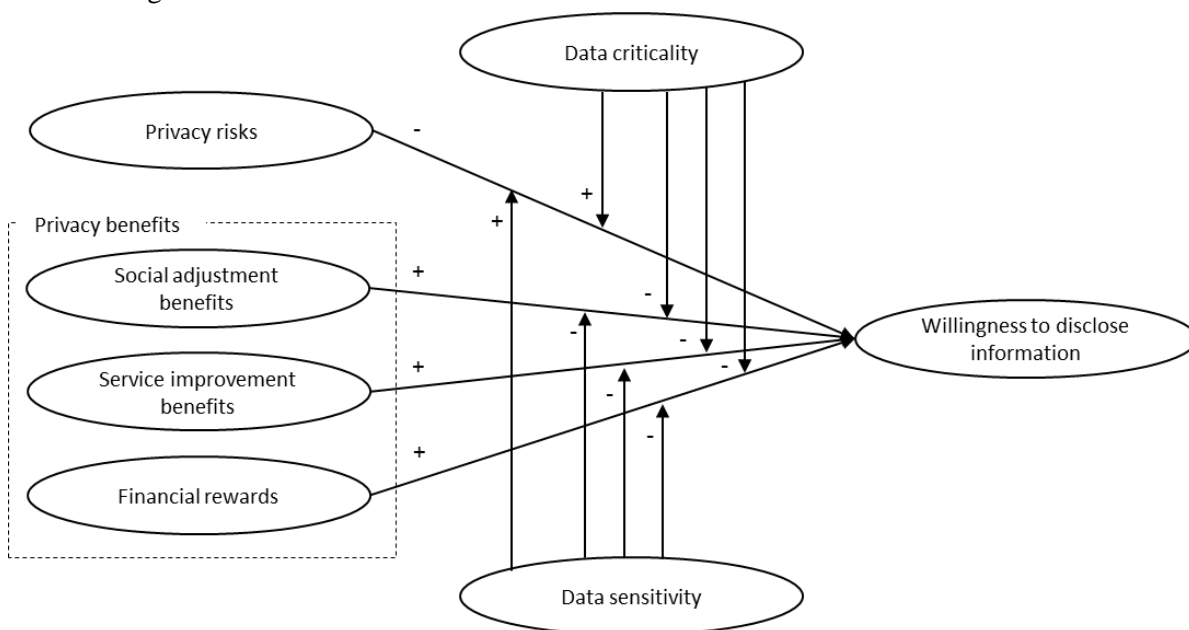 Data criticality
Privacy risks
-
+
+
Privacy benefits
Social adjustment
benefits
+
-
-
Willingness to disclose
information
Service improvement
benefits
+
-
-
Financial rewards
+
-
-
Data sensitivity